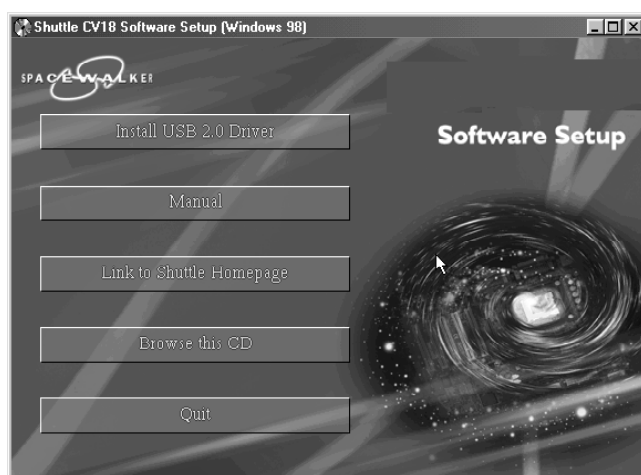 Shuttle CV18 Software Setup (Windows 98)
SPACEWALKER
Install USB 2.0 Driver
Software Setup
Manual
Link to Shuttle Homepage
Browse this CD
Quit